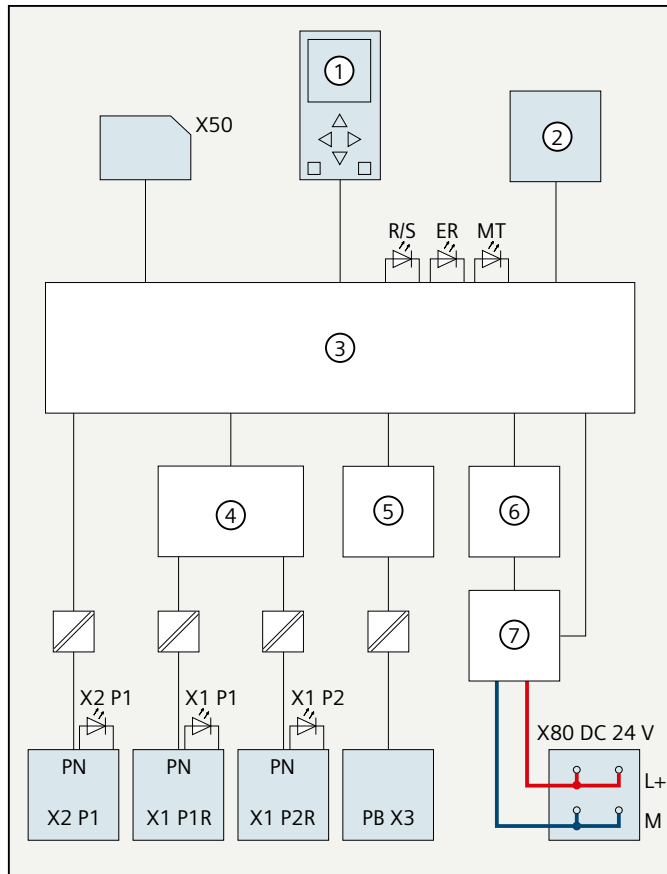 ①
X50
②
R/S ER MT
③
④
⑤
⑥
⑦
X2 P1 X1 P1 X1 P2
X80 DC 24 V
PN PN PN
L+
X2 P1 X1 P1R X1 P2R PB X3
M